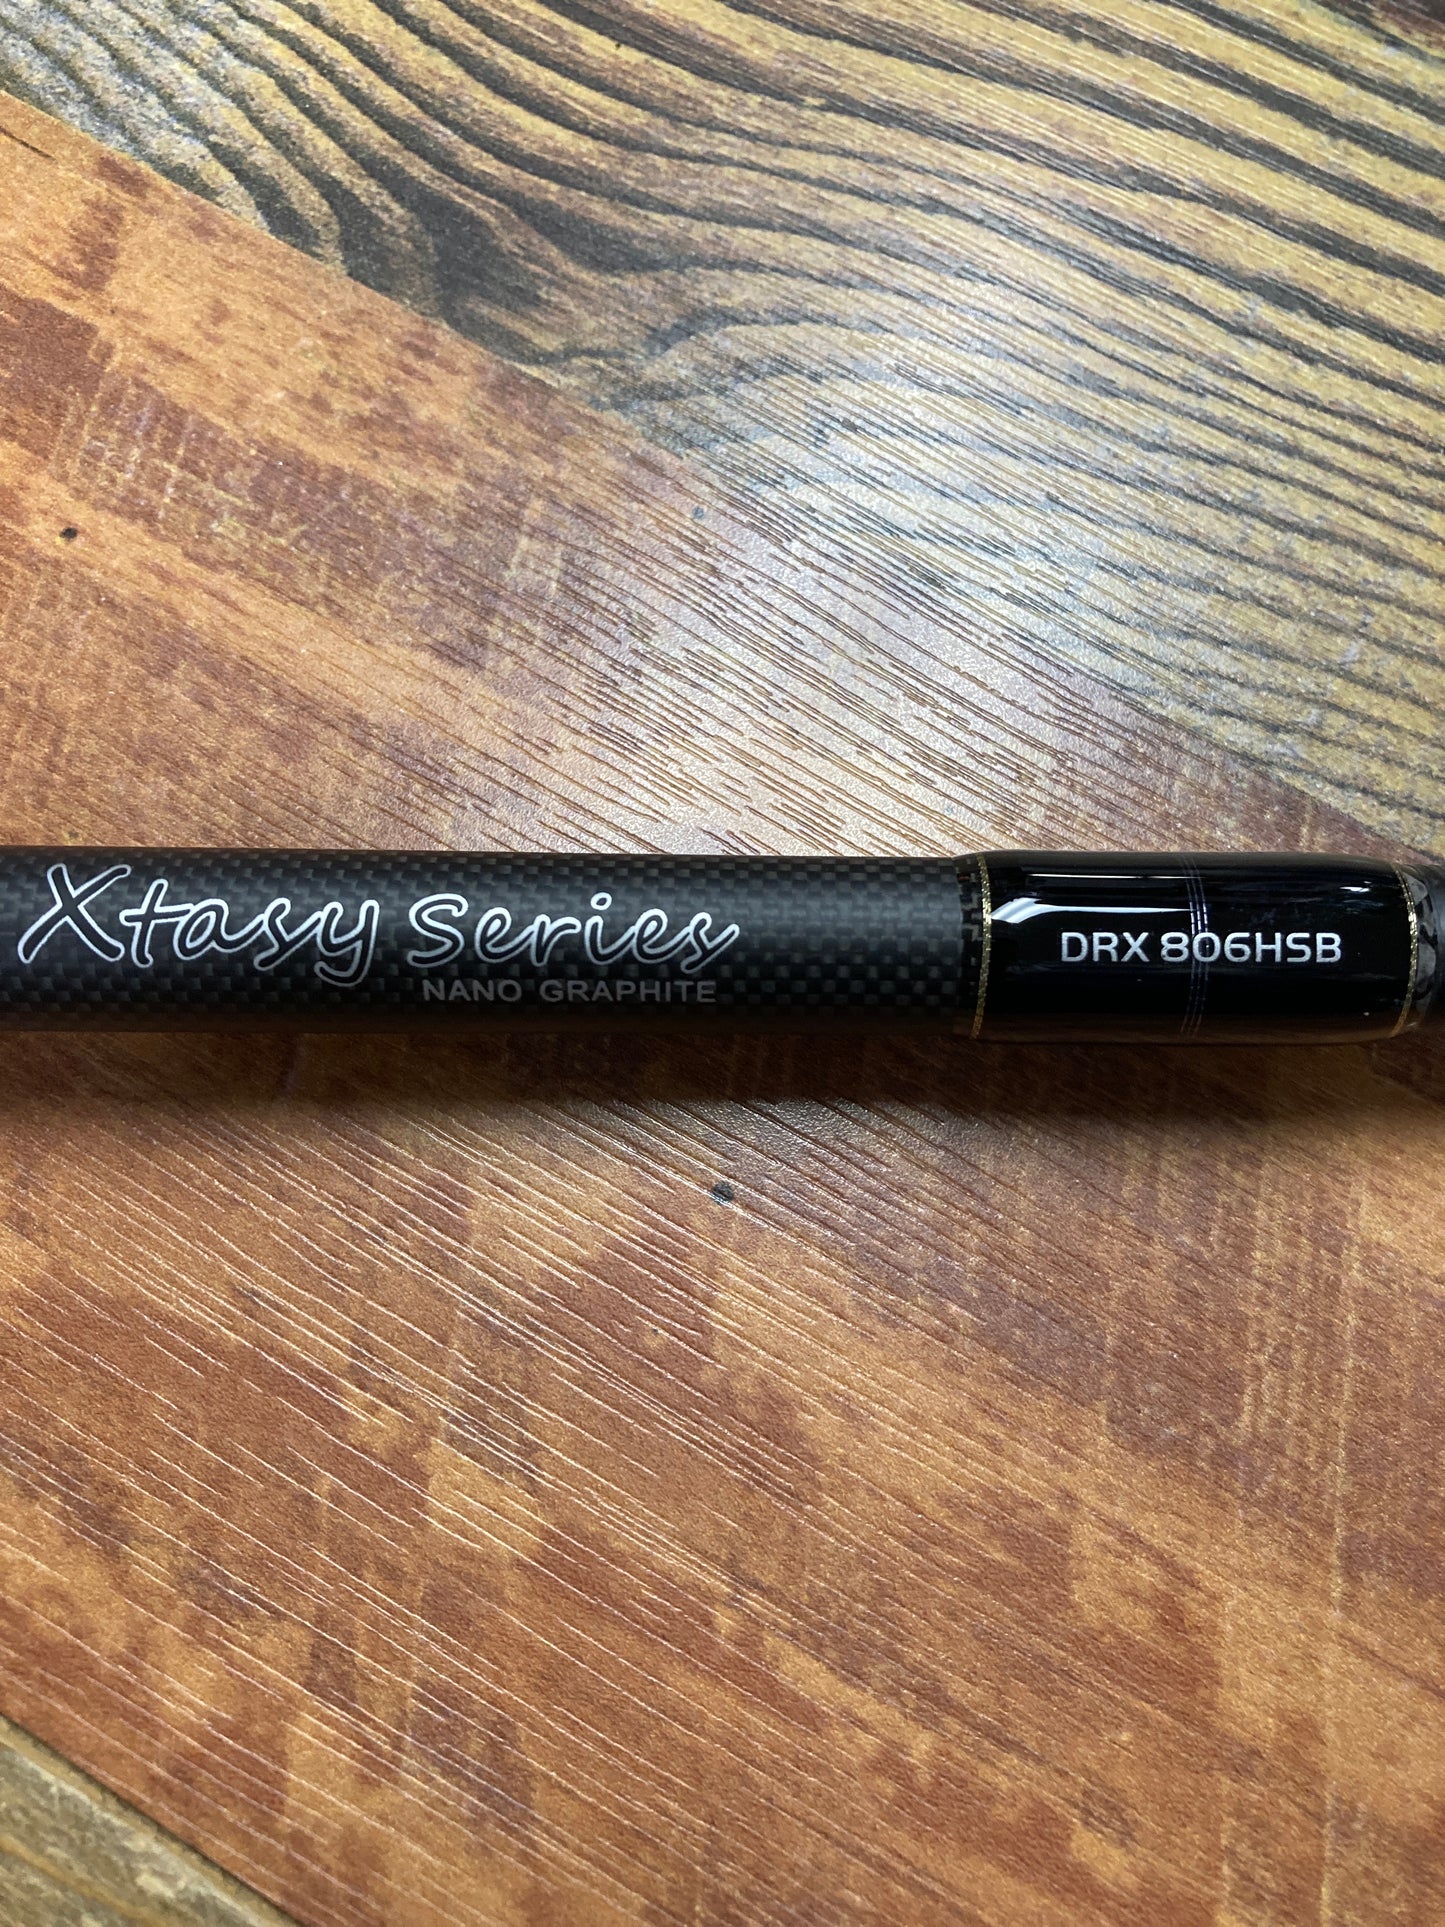 Xtasy series
NANO GRAPHITE
DRX 806HSB